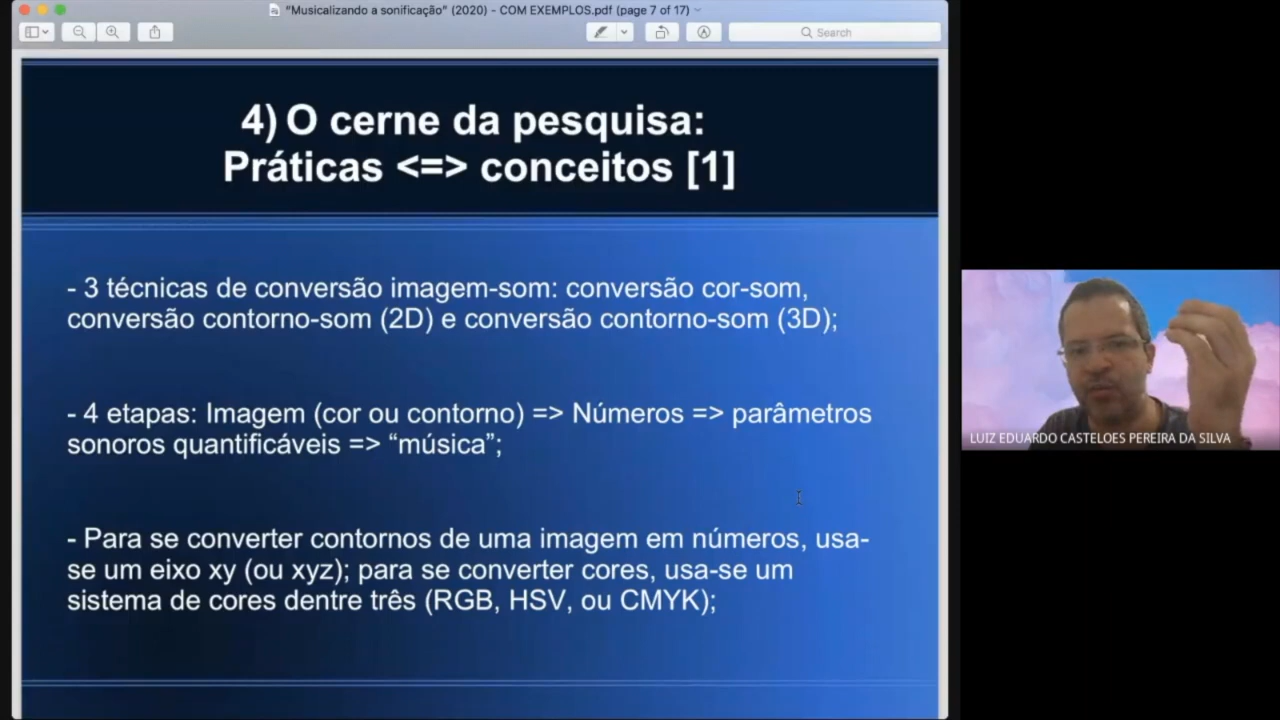 "Musicalizando a sonificação" (2020) - COM EXEMPLOS.pdf (page 7 of 17)
Search
4) O cerne da pesquisa:
Práticas <=> conceitos [1]
- 3 técnicas de conversão imagem-som: conversão cor-som,
conversão contorno-som (2D) e conversão contorno-som (3D);
- 4 etapas: Imagem (cor ou contorno) => Números => parâmetros
sonoros quantificáveis => “música”;
- Para se converter contornos de uma imagem em números, usa-
se um eixo xy (ou xyz); para se converter cores, usa-se um
sistema de cores dentre três (RGB, HSV, ou CMYK);
LUIZ EDUARDO CASTELOES PEREIRA DA SILVA